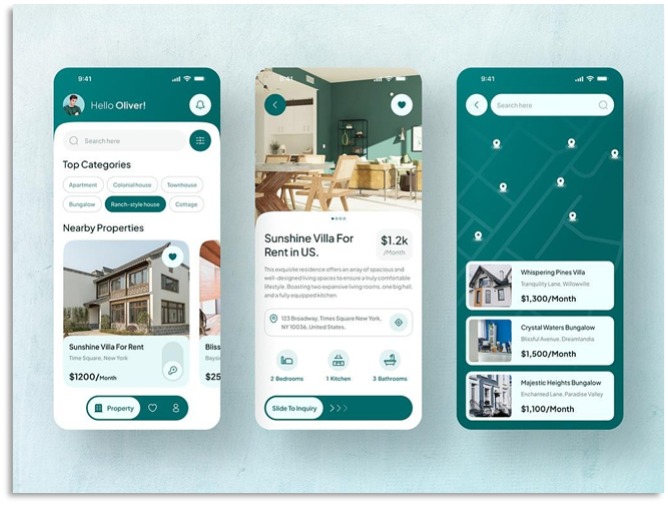 9:41
Hello Oliver!
Search here
Top Categories
Apartment
Colonial house
Townhouse
Bungalow
Ranch-style house
Cottage
Nearby Properties
Sunshine Villa For Rent
Time Square, New York
$1200/Month
Bliss
$25
Property
9:41
Sunshine Villa For
Rent in US.
$1.2k
/Month
This exquisite residence offers an array of spacious and
well-designed living spaces to ensure a truly comfortable
lifestyle. Boasting two expansive living rooms, one big hall,
and a fully equipped kitchen.
123 Broadway, Times Square New York,
NY 10036, United States.
2 Bedrooms
1 Kitchen
3 Bathrooms
Slide To Inquiry
9:41
Search here
Whispering Pines Villa
Tranquility Lane, Willowville
$1,300/Month
Crystal Waters Bungalow
Blissful Avenue, Dreamlandia
$1,500/Month
Majestic Heights Bungalow
Enchanted Lane, Paradise Valley
$1,100/Month